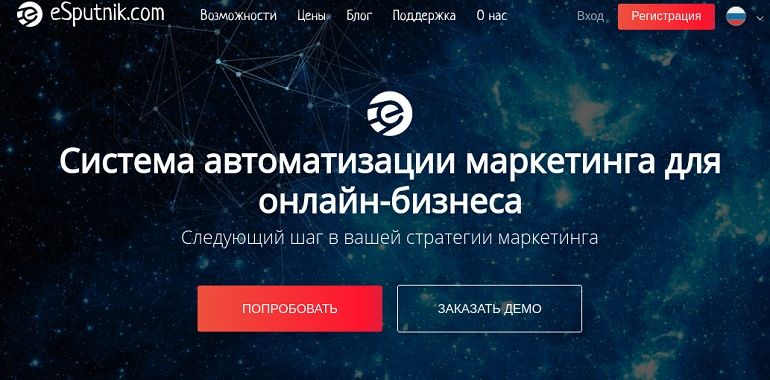 eSputnik.com Возможности Цены Блог Поддержка О нас Вход Регистрация
Система автоматизации маркетинга для
онлайн-бизнеса
Следующий шаг в вашей стратегии маркетинга
ПОПРОБОВАТЬ ЗАКАЗАТЬ ДЕМО